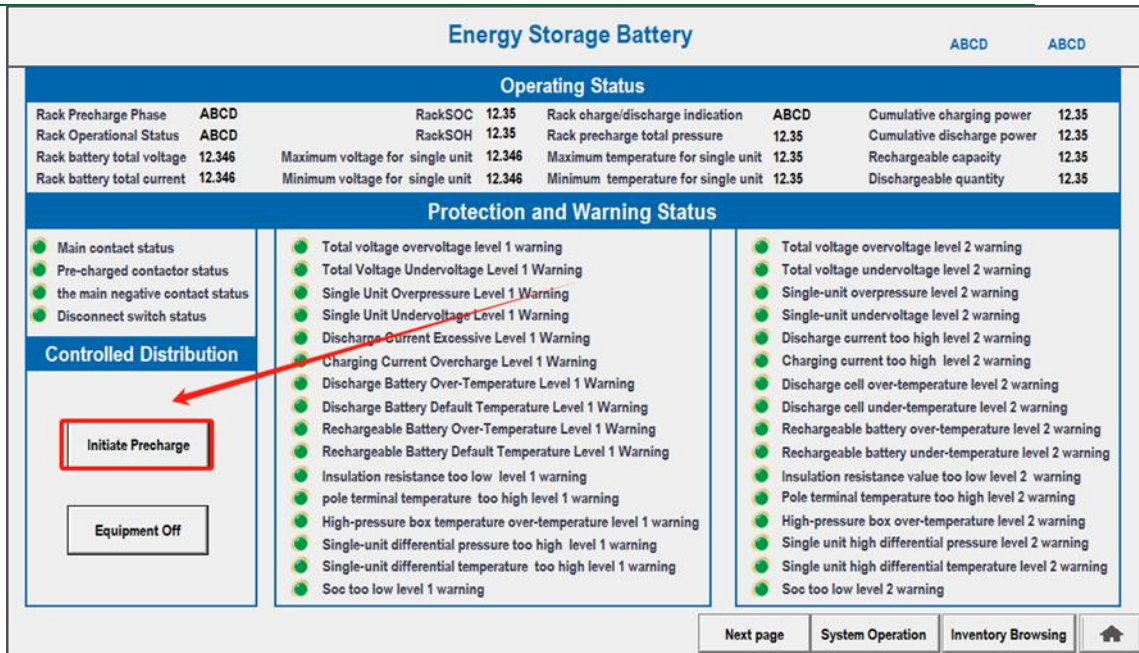 Energy Storage Battery
ABCD ABCD
Operating Status
Rack Precharge Phase ABCD RackSOC 12.35 Rack charge/discharge indication ABCD Cumulative charging power 12.35
Rack Operational Status ABCD RackSOH 12.35 Rack precharge total pressure 12.35 Cumulative discharge power 12.35
Rack battery total voltage 12.346 Maximum voltage for single unit 12.346 Maximum temperature for single unit 12.35 Rechargeable capacity 12.35
Rack battery total current 12.346 Minimum voltage for single unit 12.346 Minimum temperature for single unit 12.35 Dischargeable quantity 12.35
Protection and Warning Status
Main contact status
Pre-charged contactor status
the main negative contact status
Disconnect switch status
Controlled Distribution
Initiate Precharge
Equipment Off
Total voltage overvoltage level 1 warning
Total Voltage Undervoltage Level 1 Warning
Single Unit Overpressure Level 1 Warning
Single Unit Undervoltage Level 1 Warning
Discharge Current Excessive Level 1 Warning
Charging Current Overcharge Level 1 Warning
Discharge Battery Over-Temperature Level 1 Warning
Discharge Battery Default Temperature Level 1 Warning
Rechargeable Battery Over-Temperature Level 1 Warning
Rechargeable Battery Default Temperature Level 1 Warning
Insulation resistance too low level 1 warning
pole terminal temperature too high level 1 warning
High-pressure box temperature over-temperature level 1 warning
Single-unit differential pressure too high level 1 warning
Single-unit differential temperature too high level 1 warning
Soc too low level 1 warning
Total voltage overvoltage level 2 warning
Total voltage undervoltage level 2 warning
Single-unit overpressure level 2 warning
Single-unit undervoltage level 2 warning
Discharge current too high level 2 warning
Charging current too high level 2 warning
Discharge cell over-temperature level 2 warning
Discharge cell under-temperature level 2 warning
Rechargeable battery over-temperature level 2 warning
Rechargeable battery under-temperature level 2 warning
Insulation resistance value too low level 2 warning
Pole terminal temperature too high level 2 warning
High-pressure box over-temperature level 2 warning
Single unit high differential pressure level 2 warning
Single unit high differential temperature level 2 warning
Soc too low level 2 warning
Next page System Operation Inventory Browsing